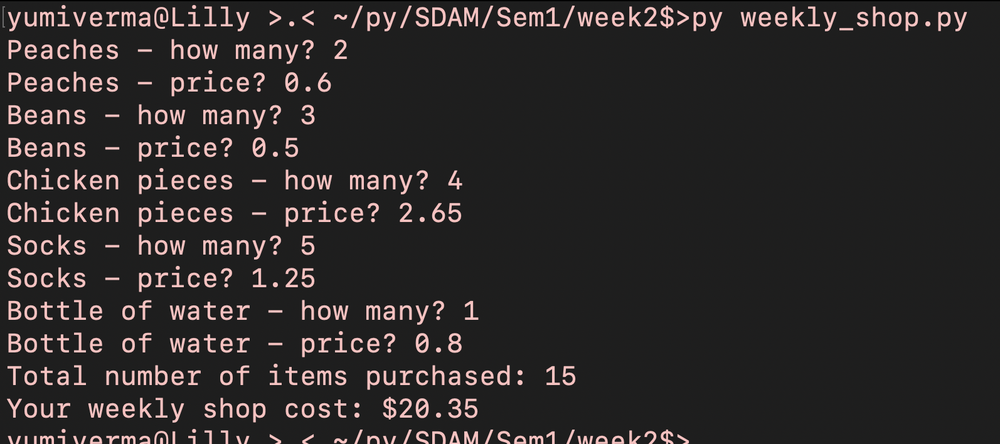 yumiverma@Lilly >.< ~/py/SDAM/Sem1/week2$>py weekly_shop.py
Peaches – how many? 2
Peaches – price? 0.6
Beans – how many? 3
Beans – price? 0.5
Chicken pieces – how many? 4
Chicken pieces – price? 2.65
Socks – how many? 5
Socks – price? 1.25
Bottle of water – how many? 1
Bottle of water – price? 0.8
Total number of items purchased: 15
Your weekly shop cost: $20.35
yumiverma@Lilly >.< ~/py/SDAM/Sem1/week2$>